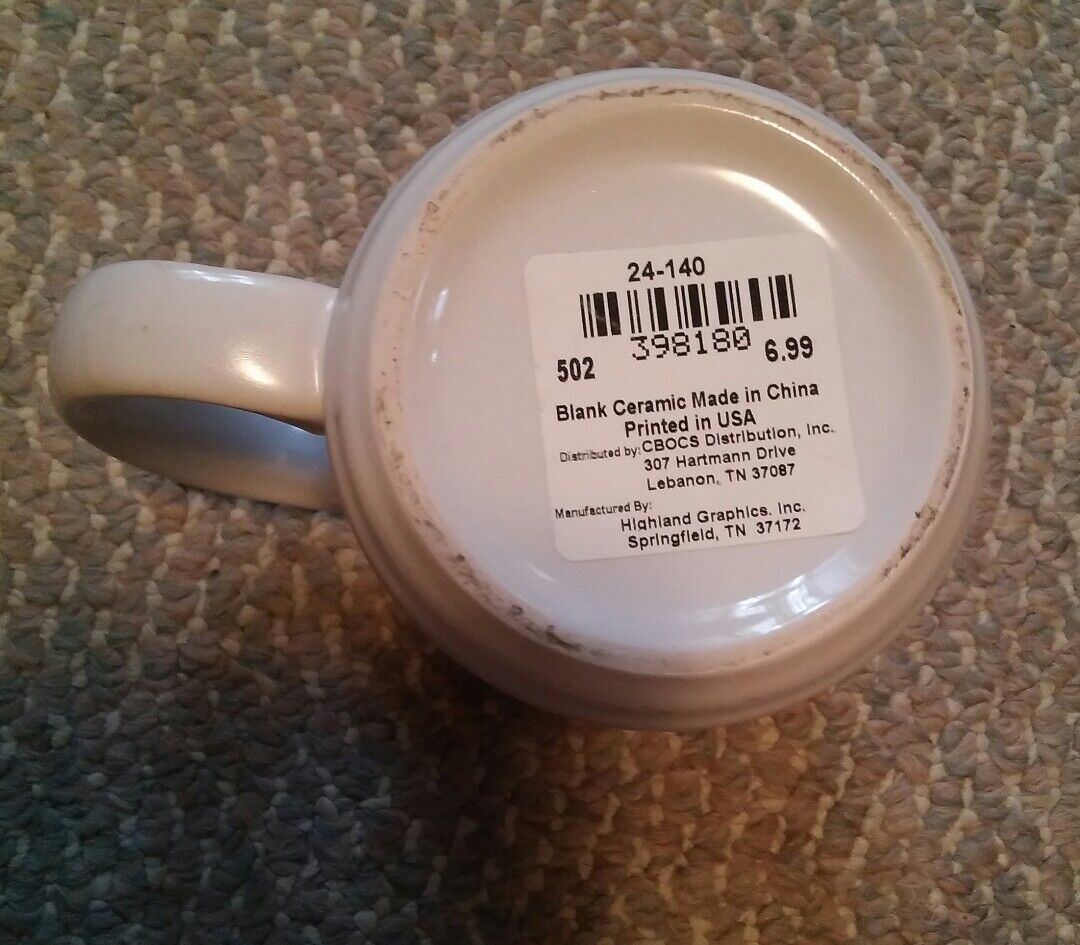 24-140
398180
502 6.99
Blank Ceramic Made in China
Printed in USA
Distributed by: CBOCS Distribution, Inc.
307 Hartmann Drive
Lebanon, TN 37087
Manufactured By:
Highland Graphics, Inc.
Springfield, TN 37172